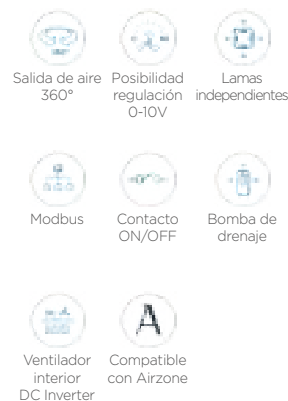 Salida de aire
360°
Posibilidad
regulación
0-10V
Lamas
independientes
Modbus
Contacto
ON/OFF
Bomba de
drenaje
Ventilador
interior
DC Inverter
A
Compatible
con Airzone